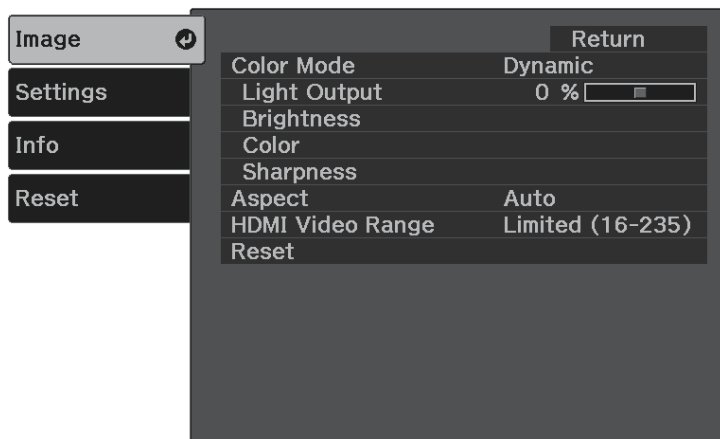 Image
Settings
Info
Reset
Return
Color Mode Dynamic
Light Output 0 %
Brightness
Color
Sharpness
Aspect Auto
HDMI Video Range Limited (16-235)
Reset